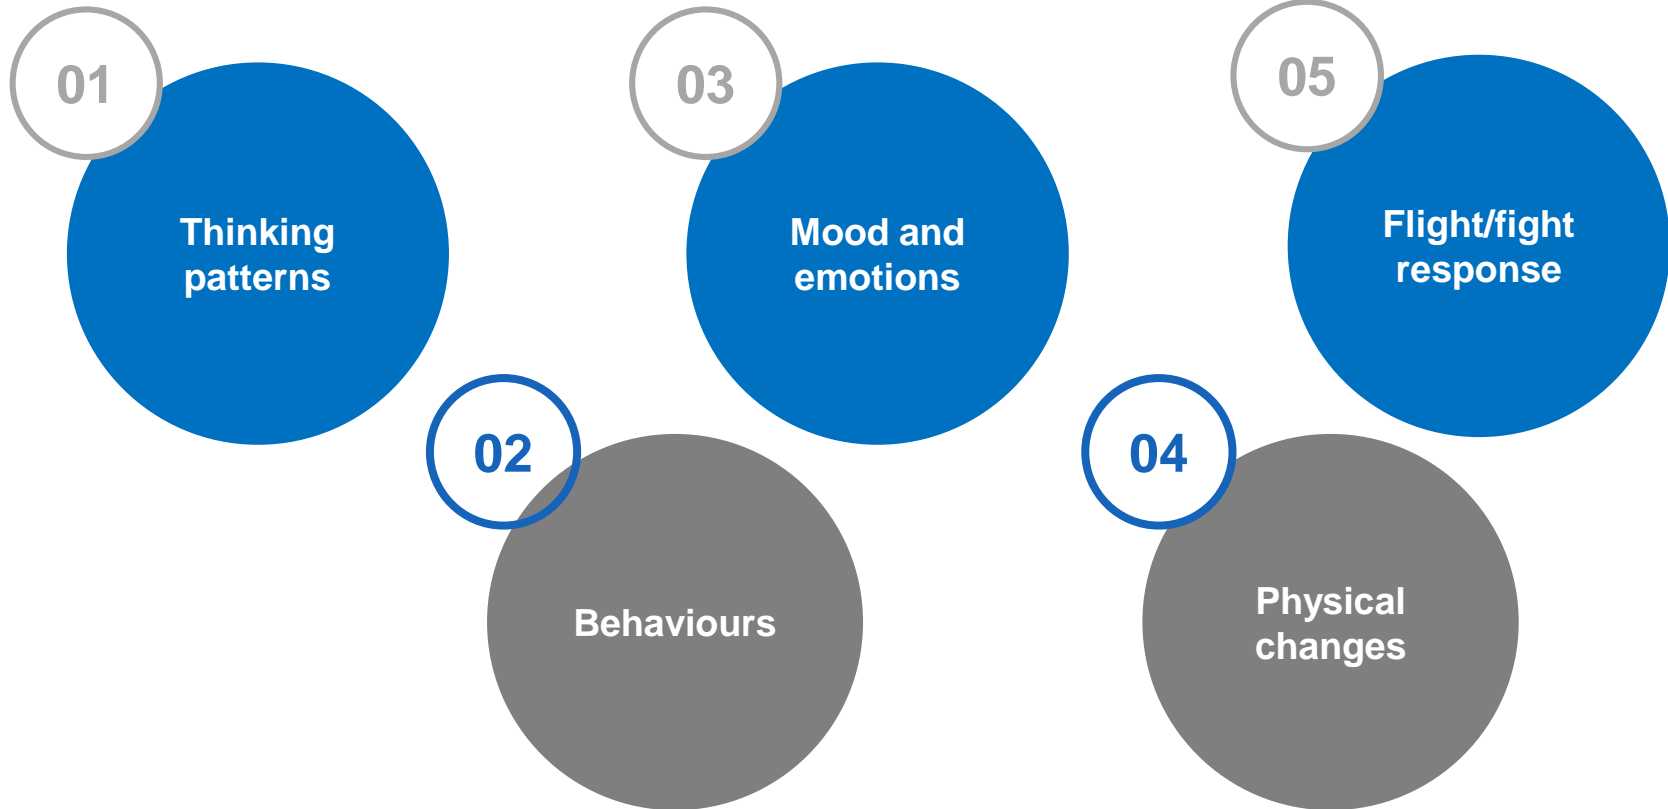 01
Thinking
patterns
02
Behaviours
03
Mood and
emotions
04
Physical
changes
05
Flight/fight
response